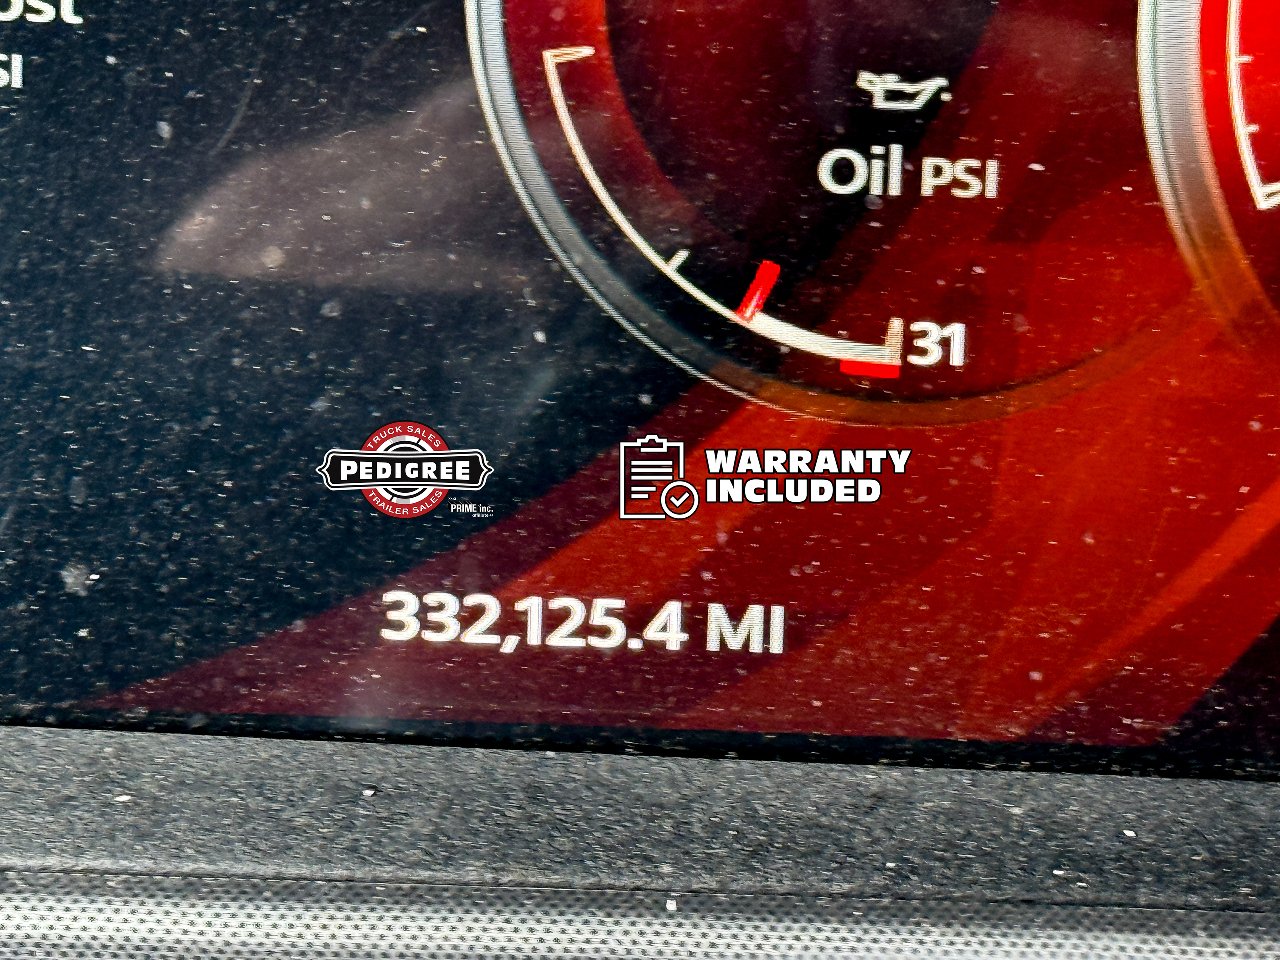 Oil PSI
31
TRUCK SALES
PEDIGREE
TRAILER SALES
PRIME inc.
WARRANTY
INCLUDED
332,125.4 MI